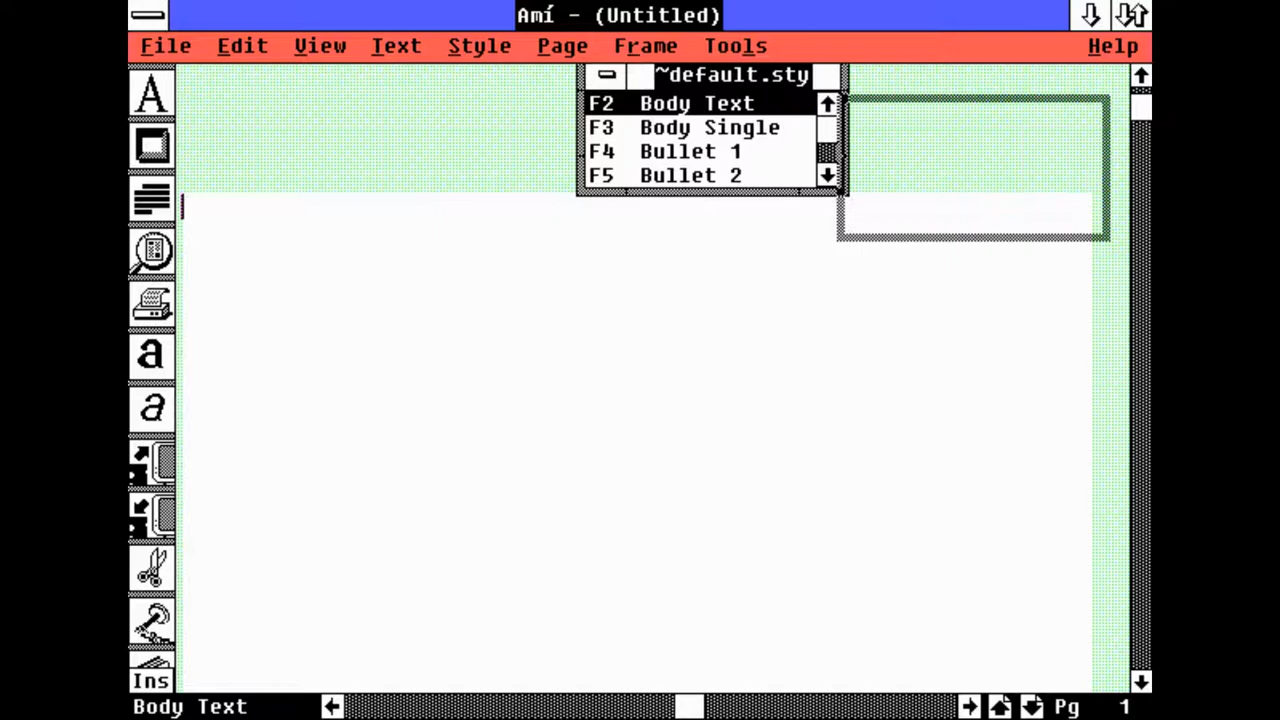 Amí - (Untitled)
File Edit View Text Style Page Frame Tools Help
~default.sty
F2 Body Text
F3 Body Single
F4 Bullet 1
F5 Bullet 2
A
a
a
Ins
Body Text Pg 1